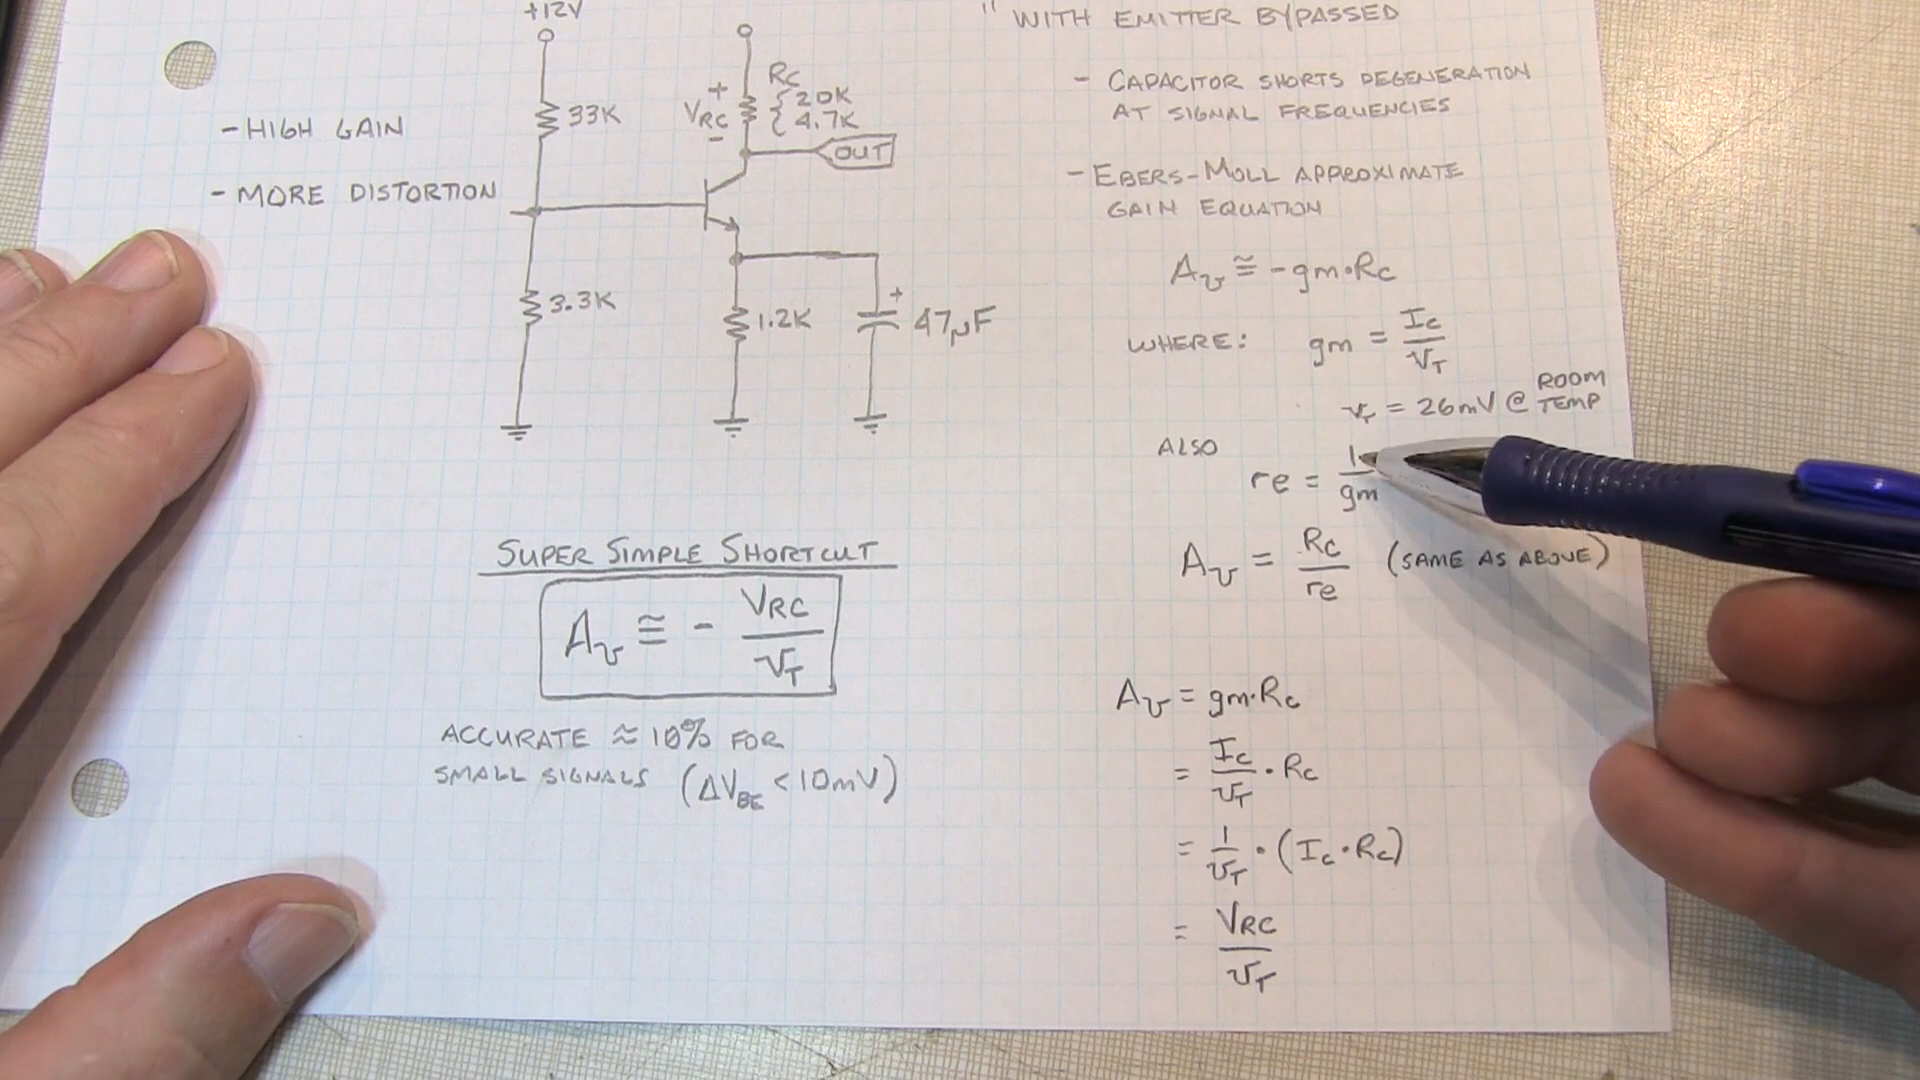 +12V
" WITH EMITTER BYPASSED
RC
20K
4.7K
+
VRC
-
33K
OUT
- HIGH GAIN
- MORE DISTORTION
3.3K
1.2K
+
47µF
- CAPACITOR SHORTS DEGENERATION
AT SIGNAL FREQUENCIES
- EBERS-MOLL APPROXIMATE
GAIN EQUATION
Av ≅ -gm·Rc
WHERE: gm = Ic/VT
VT = 26mV @ ROOM TEMP
ALSO
re = 1/gm
Av = Rc/re (SAME AS ABOVE)
SUPER SIMPLE SHORTCUT
Av ≅ - VRC/VT
ACCURATE ≈ 10% FOR
SMALL SIGNALS (ΔVBE < 10mV)
Av = gm·Rc
= Ic/VT · Rc
= 1/VT · (Ic·Rc)
= VRC/VT